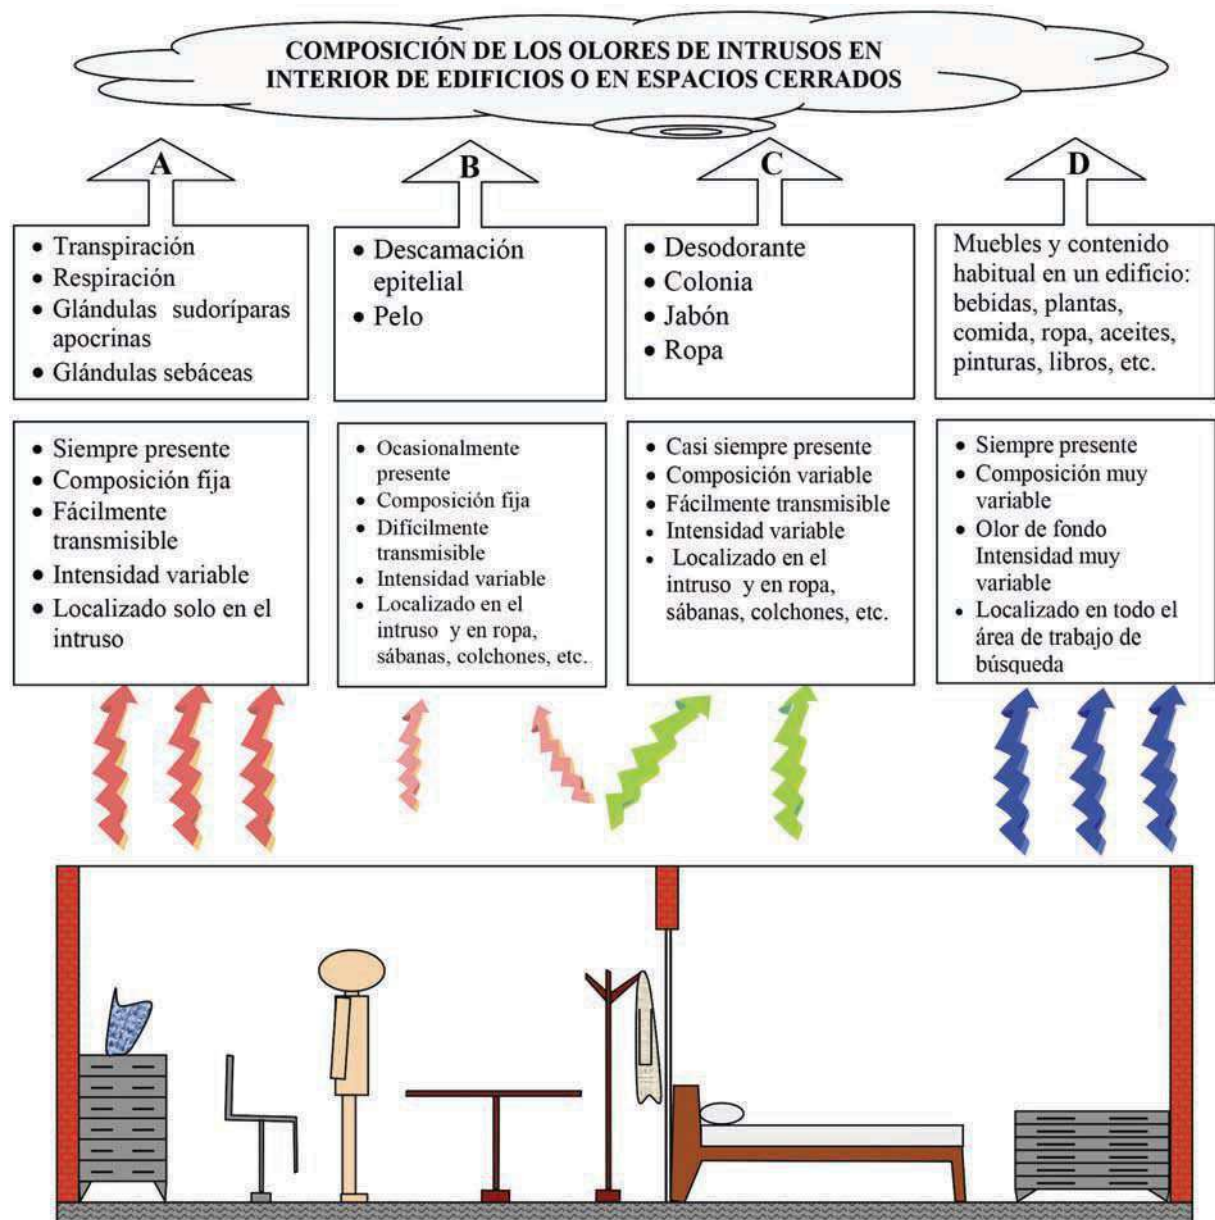 COMPOSICIÓN DE LOS OLORES DE INTRUSOS EN
INTERIOR DE EDIFICIOS O EN ESPACIOS CERRADOS
A
• Transpiración
• Respiración
• Glándulas sudoríparas
apocrinas
• Glándulas sebáceas
• Siempre presente
• Composición fija
• Fácilmente
transmisible
• Intensidad variable
• Localizado solo en el
intruso
B
• Descamación
epitelial
• Pelo
• Ocasionalmente
presente
• Composición fija
• Difícilmente
transmisible
• Intensidad variable
• Localizado en el
intruso y en ropa,
sábanas, colchones, etc.
C
• Desodorante
• Colonia
• Jabón
• Ropa
• Casi siempre presente
• Composición variable
• Fácilmente transmisible
• Intensidad variable
• Localizado en el
intruso y en ropa,
sábanas, colchones, etc.
D
Muebles y contenido
habitual en un edificio:
bebidas, plantas,
comida, ropa, aceites,
pinturas, libros, etc.
• Siempre presente
• Composición muy
variable
• Olor de fondo
Intensidad muy
variable
• Localizado en todo el
área de trabajo de
búsqueda